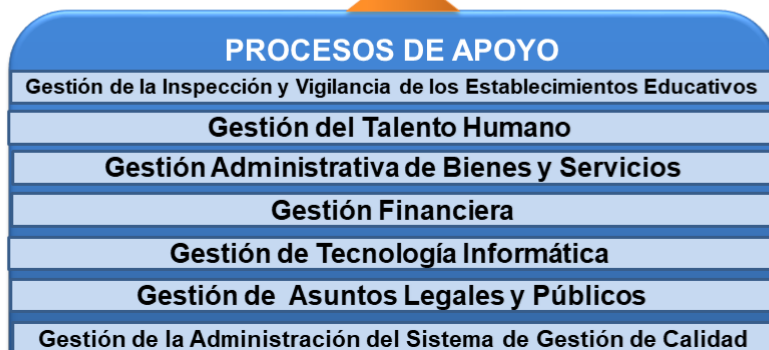 PROCESOS DE APOYO
Gestión de la Inspección y Vigilancia de los Establecimientos Educativos
Gestión del Talento Humano
Gestión Administrativa de Bienes y Servicios
Gestión Financiera
Gestión de Tecnología Informática
Gestión de Asuntos Legales y Públicos
Gestión de la Administración del Sistema de Gestión de Calidad